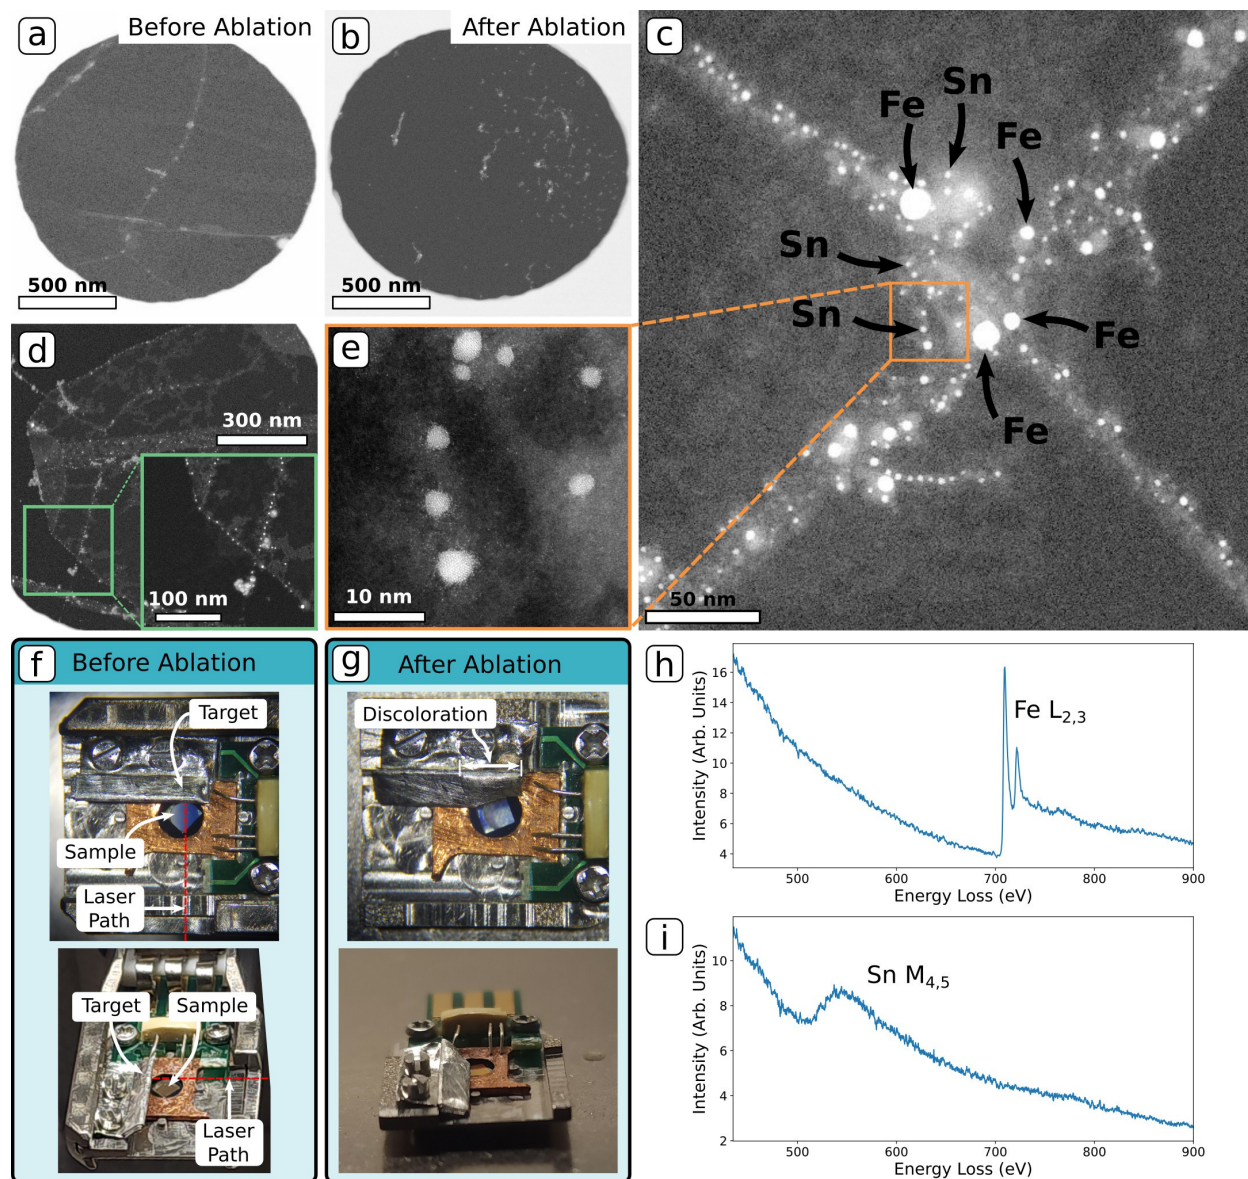 a
Before Ablation
500 nm
b
After Ablation
500 nm
c
Fe
Sn
Fe
Sn
Sn
Fe
Fe
50 nm
d
300 nm
100 nm
e
10 nm
f
Before Ablation
Target
Sample
Laser
Path
Target
Sample
Laser
Path
g
After Ablation
Discoloration
h
Intensity (Arb. Units)
16
14
12
10
8
6
4
Fe L2,3
500
600
700
800
900
Energy Loss (eV)
i
Intensity (Arb. Units)
10
8
6
4
2
Sn M4,5
500
600
700
800
900
Energy Loss (eV)